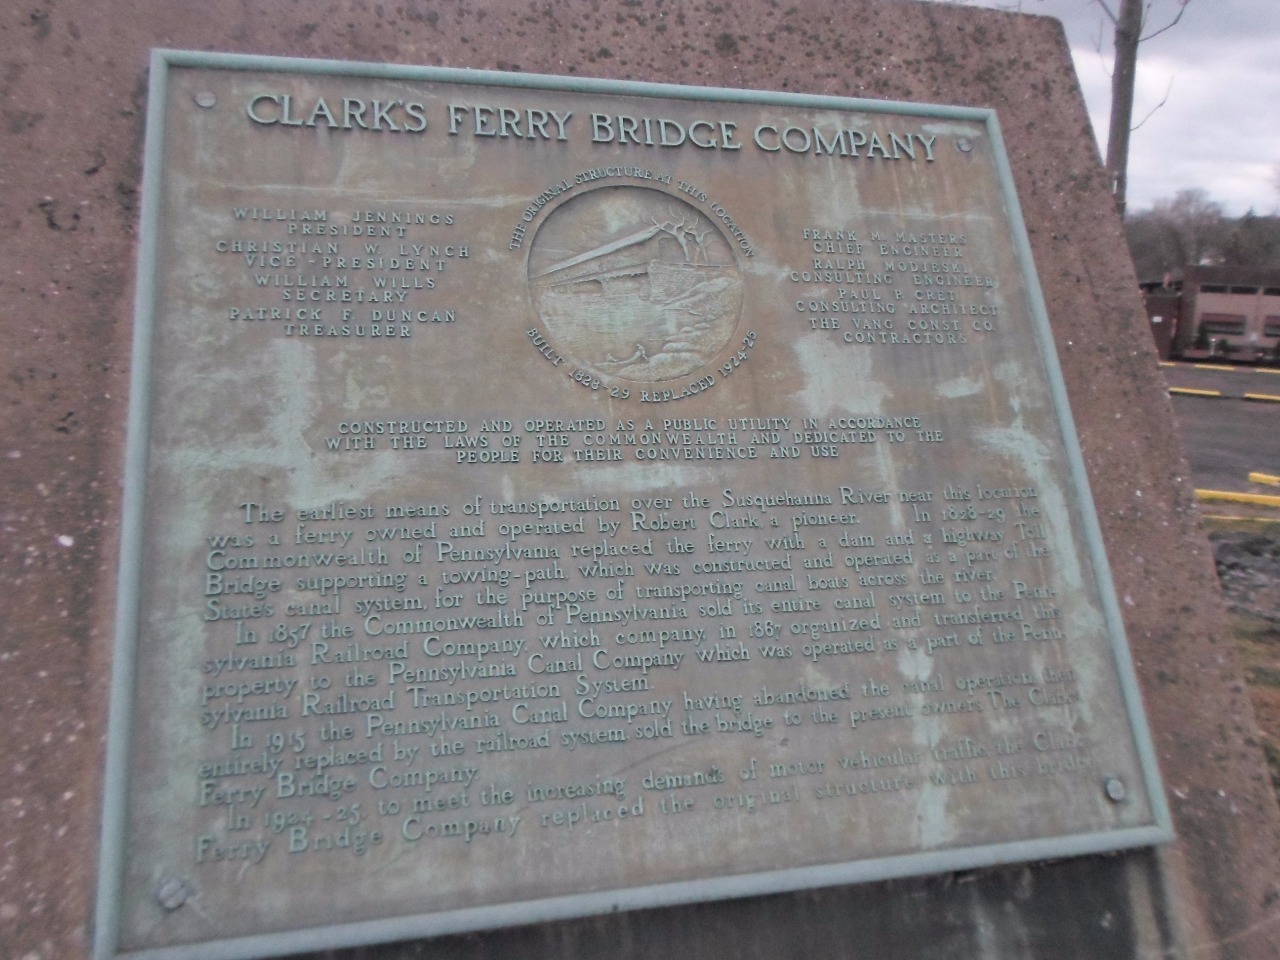 CLARK'S FERRY BRIDGE COMPANY
WILLIAM JENNINGS
PRESIDENT
CHRISTIAN W. LYNCH
VICE-PRESIDENT
WILLIAM WILLS
SECRETARY
PATRICK F. DUNCAN
TREASURER
THE ORIGINAL STRUCTURE AT THIS LOCATION
BUILT 1828-29 REPLACED 1924-25
FRANK M. MASTERS
CHIEF ENGINEER
RALPH MODJESKI
CONSULTING ENGINEER
PAUL P. CRET
CONSULTING ARCHITECT
THE VANG CONST. CO.
CONTRACTORS
CONSTRUCTED AND OPERATED AS A PUBLIC UTILITY IN ACCORDANCE
WITH THE LAWS OF THE COMMONWEALTH AND DEDICATED TO THE
PEOPLE FOR THEIR CONVENIENCE AND USE
The earliest means of transportation over the Susquehanna River near this location
was a ferry owned and operated by Robert Clark, a pioneer. In 1828-29 the
Commonwealth of Pennsylvania replaced the ferry with a dam and a highway Toll
Bridge supporting a towing-path, which was constructed and operated as a part of the
State's canal system, for the purpose of transporting canal boats across the river.
In 1857 the Commonwealth of Pennsylvania sold its entire canal system to the Penn-
sylvania Railroad Company, which company, in 1867 organized and transferred this
property to the Pennsylvania Canal Company which was operated as a part of the Penn-
sylvania Railroad Transportation System.
In 1915 the Pennsylvania Canal Company having abandoned the canal operation, then
entirely replaced by the railroad system, sold the bridge to the present owners, The Clark's
Ferry Bridge Company.
In 1924-25, to meet the increasing demands of motor vehicular traffic the Clark's
Ferry Bridge Company replaced the original structure with this bridge.